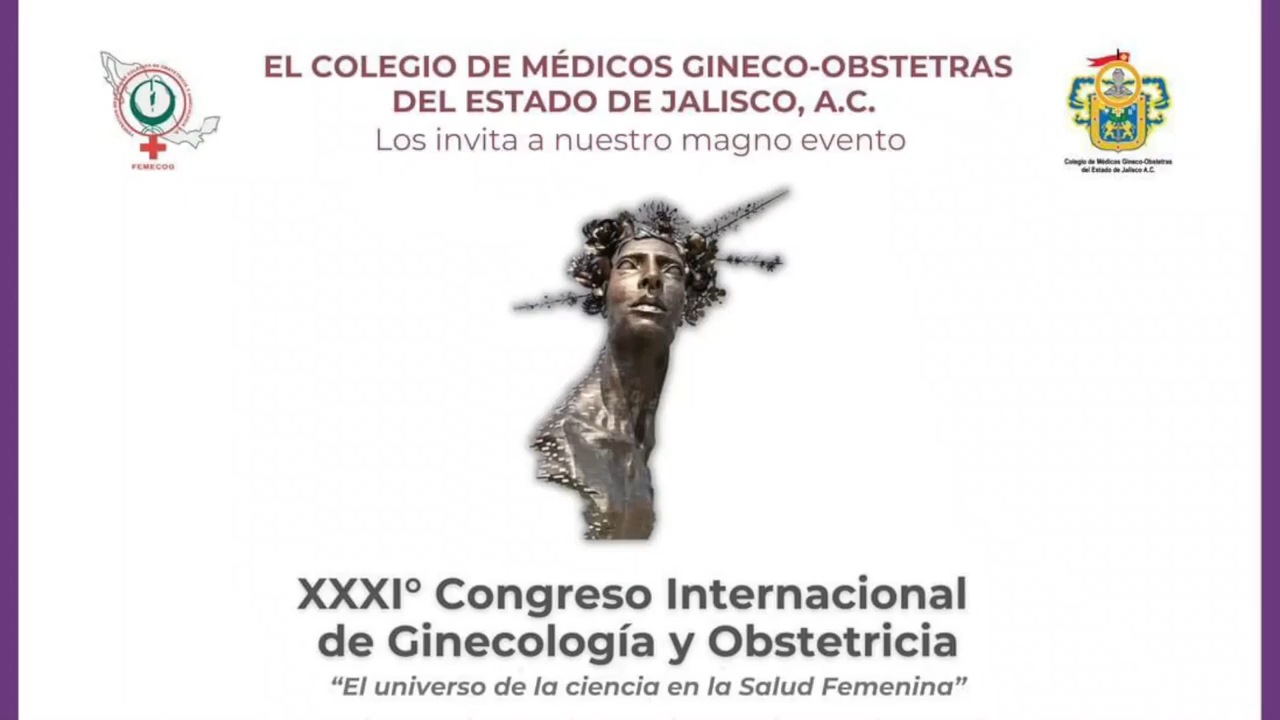 EL COLEGIO DE MÉDICOS GINECO-OBSTETRAS
DEL ESTADO DE JALISCO, A.C.
Los invita a nuestro magno evento
FEMECOG
Colegio de Médicos Gineco-Obstetras
del Estado de Jalisco A.C.
XXXI° Congreso Internacional
de Ginecología y Obstetricia
“El universo de la ciencia en la Salud Femenina”